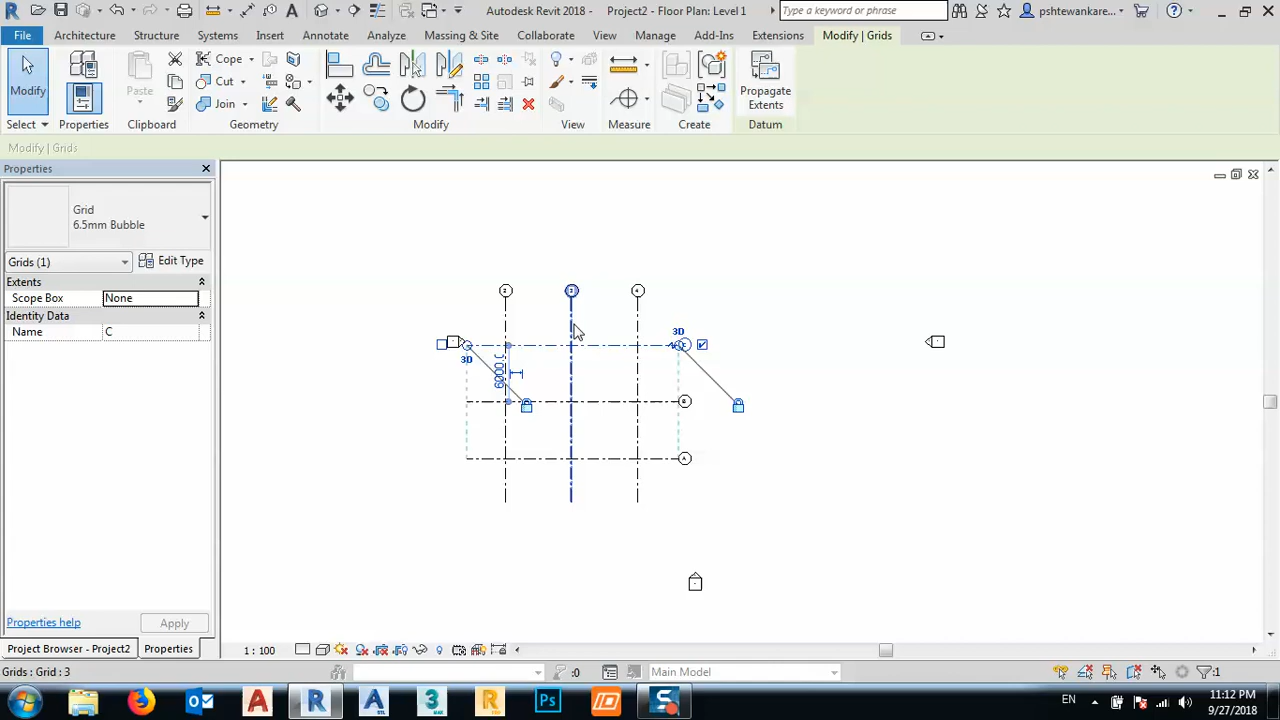 Autodesk Revit 2018 - Project2 - Floor Plan: Level 1
Type a keyword or phrase
pshtewankare...
File Architecture Structure Systems Insert Annotate Analyze Massing & Site Collaborate View Manage Add-Ins Extensions Modify | Grids
Modify
Paste
Cope
Cut
Join
Propagate
Extents
Select Properties Clipboard Geometry Modify View Measure Create Datum
Modify | Grids
Properties
Grid
6.5mm Bubble
Grids (1)
Edit Type
Extents
Scope Box None
Identity Data
Name C
3D
3D
6000.0
Properties help
Apply
Project Browser - Project2
Properties
1 : 100
Grids : Grid : 3
:0
Main Model
:1
Ps
EN
11:12 PM
9/27/2018